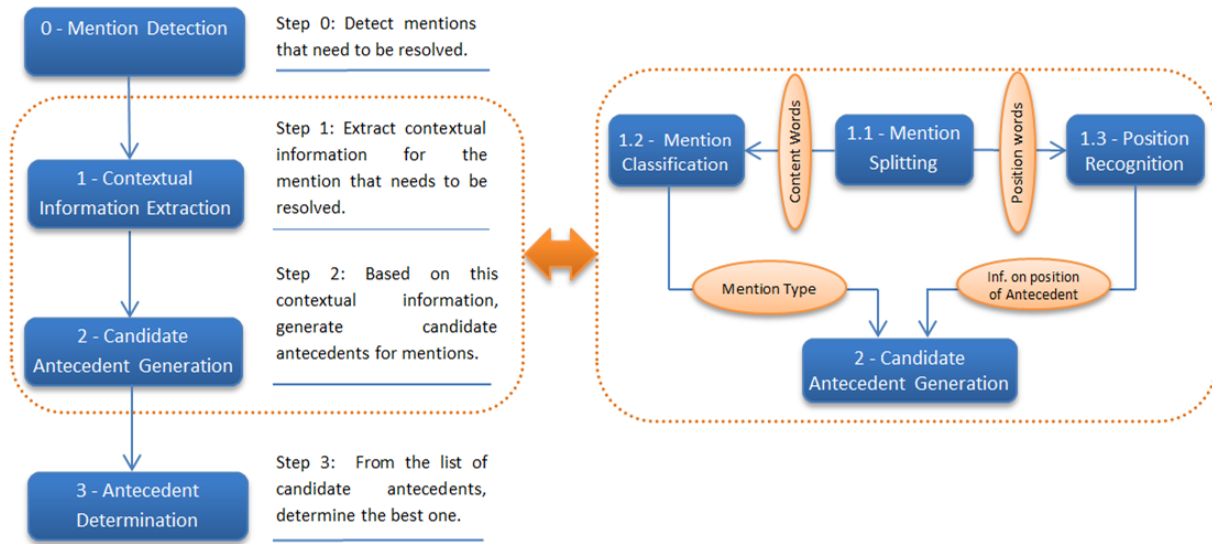 0 - Mention Detection
Step 0: Detect mentions
that need to be resolved.
1 - Contextual
Information Extraction
Step 1: Extract contextual
information for the
mention that needs to be
resolved.
2 - Candidate
Antecedent Generation
Step 2: Based on this
contextual information,
generate candidate
antecedents for mentions.
3 - Antecedent
Determination
Step 3: From the list of
candidate antecedents,
determine the best one.
1.2 - Mention
Classification
Content Words
1.1 - Mention
Splitting
Position words
1.3 - Position
Recognition
Mention Type
Inf. on position
of Antecedent
2 - Candidate
Antecedent Generation